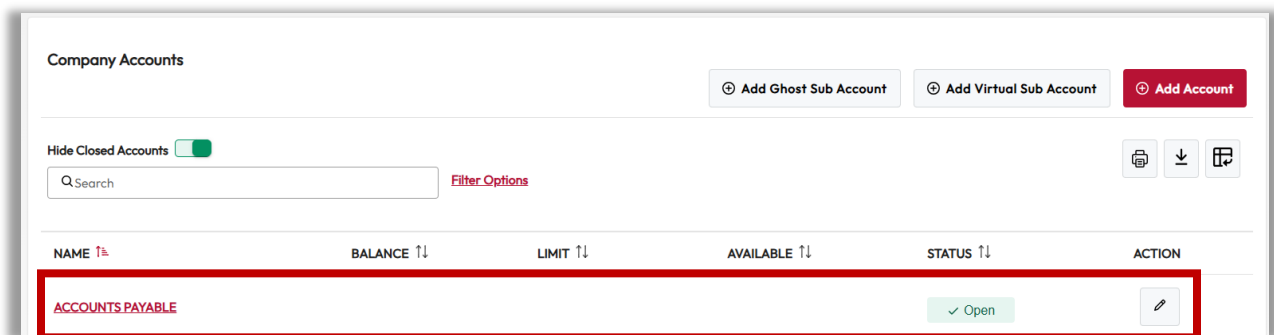 Company Accounts
Add Ghost Sub Account
Add Virtual Sub Account
Add Account
Hide Closed Accounts
Search
Filter Options
NAME BALANCE LIMIT AVAILABLE STATUS ACTION
ACCOUNTS PAYABLE Open